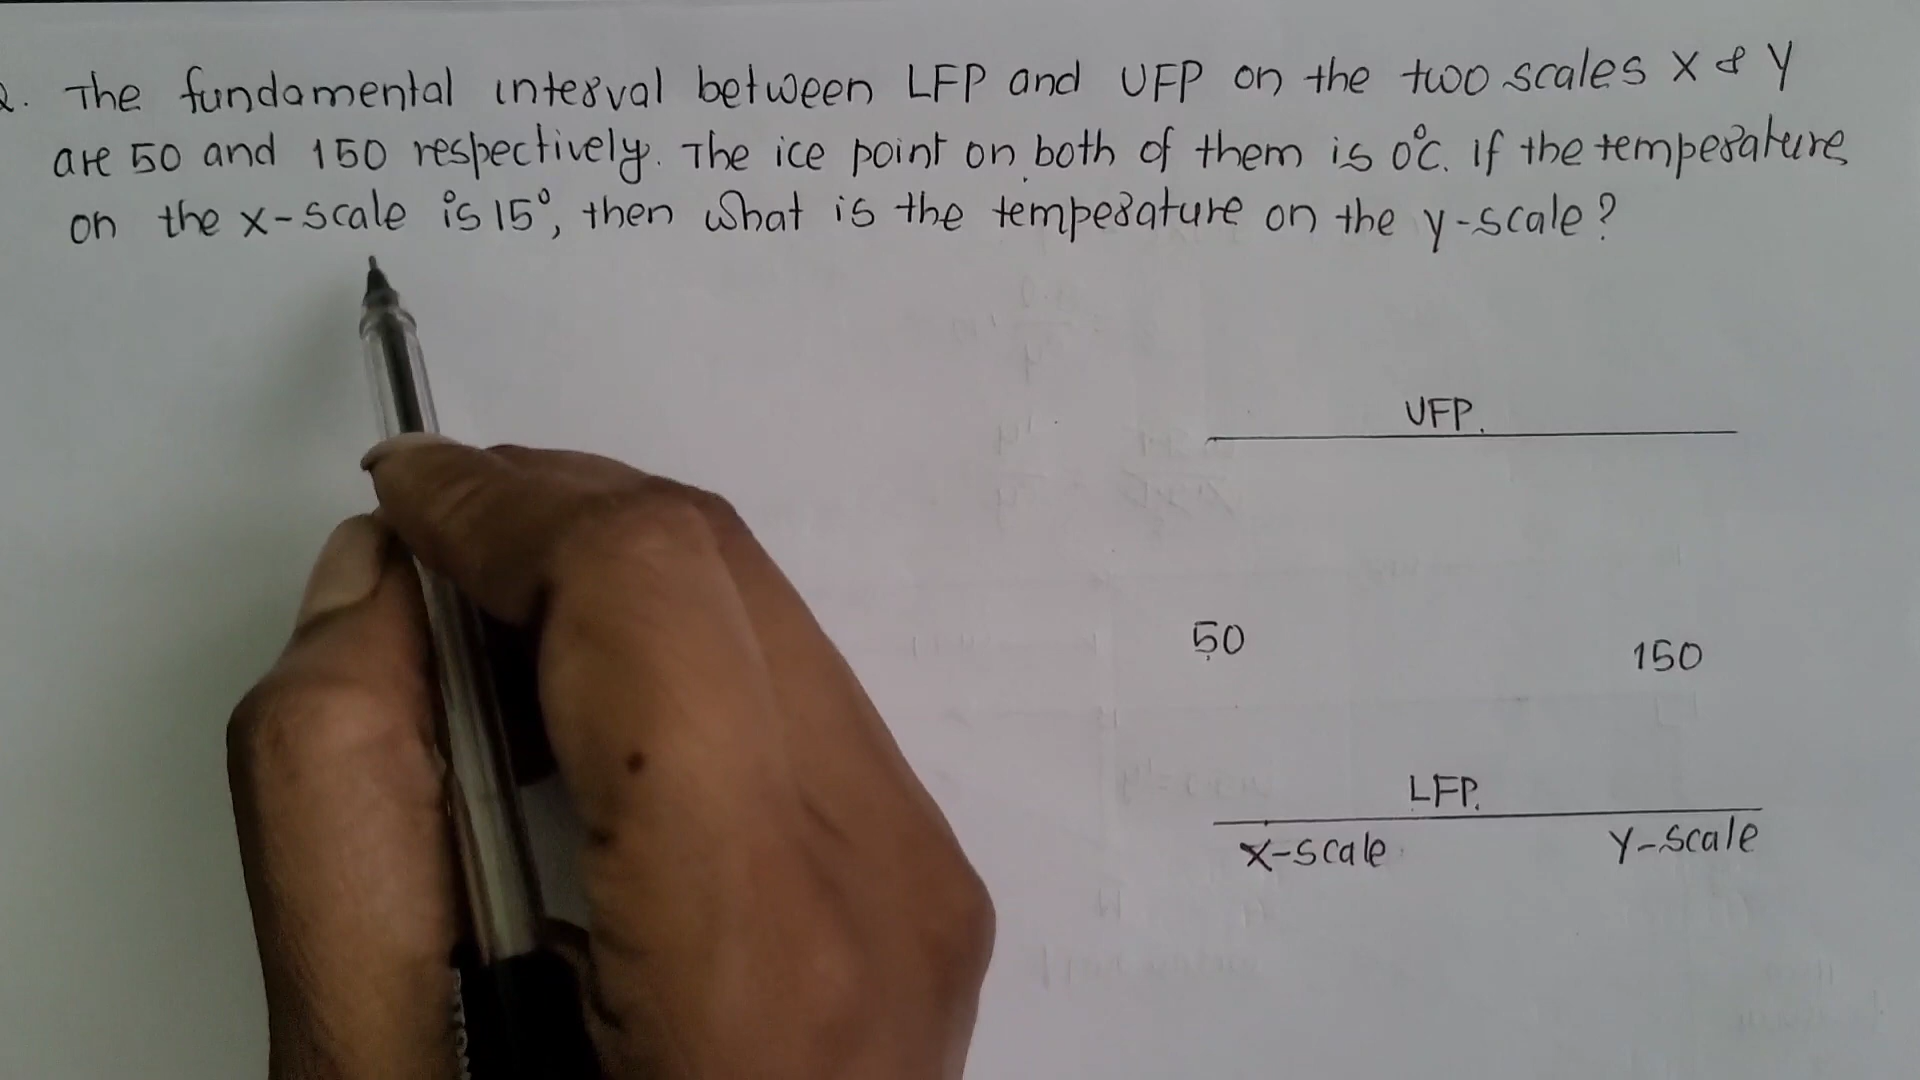 2. The fundamental interval between LFP and UFP on the two scales X & Y
are 50 and 150 respectively. The ice point on both of them is 0°C. If the temperature
on the x-scale is 15°, then what is the temperature on the y-scale?
UFP.
50 150
LFP.
x-scale Y-scale